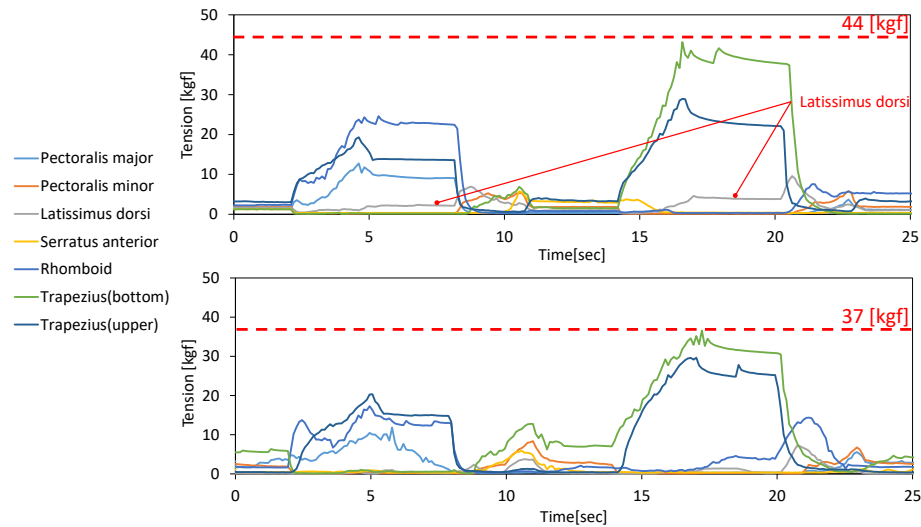 50
44 [kgf]
40
30
20
10
0
Tension [kgf]
Latissimus dorsi
0 5 10 15 20 25
Time[sec]
Pectoralis major
Pectoralis minor
Latissimus dorsi
Serratus anterior
Rhomboid
Trapezius(bottom)
Trapezius(upper)
50
40
37 [kgf]
30
20
10
0
Tension [kgf]
0 5 10 15 20 25
Time[sec]